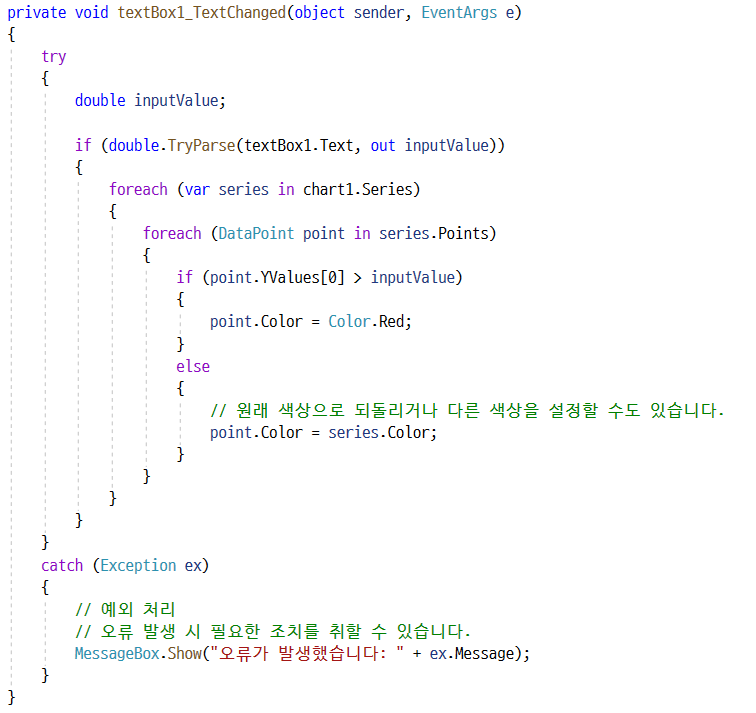 private void textBox1_TextChanged(object sender, EventArgs e)
{
    try
    {
        double inputValue;

        if (double.TryParse(textBox1.Text, out inputValue))
        {
            foreach (var series in chart1.Series)
            {
                foreach (DataPoint point in series.Points)
                {
                    if (point.YValues[0] > inputValue)
                    {
                        point.Color = Color.Red;
                    }
                    else
                    {
                        // 원래 색상으로 되돌리거나 다른 색상을 설정할 수도 있습니다.
                        point.Color = series.Color;
                    }
                }
            }
        }
    }
    catch (Exception ex)
    {
        // 예외 처리
        // 오류 발생 시 필요한 조치를 취할 수 있습니다.
        MessageBox.Show("오류가 발생했습니다: " + ex.Message);
    }
}